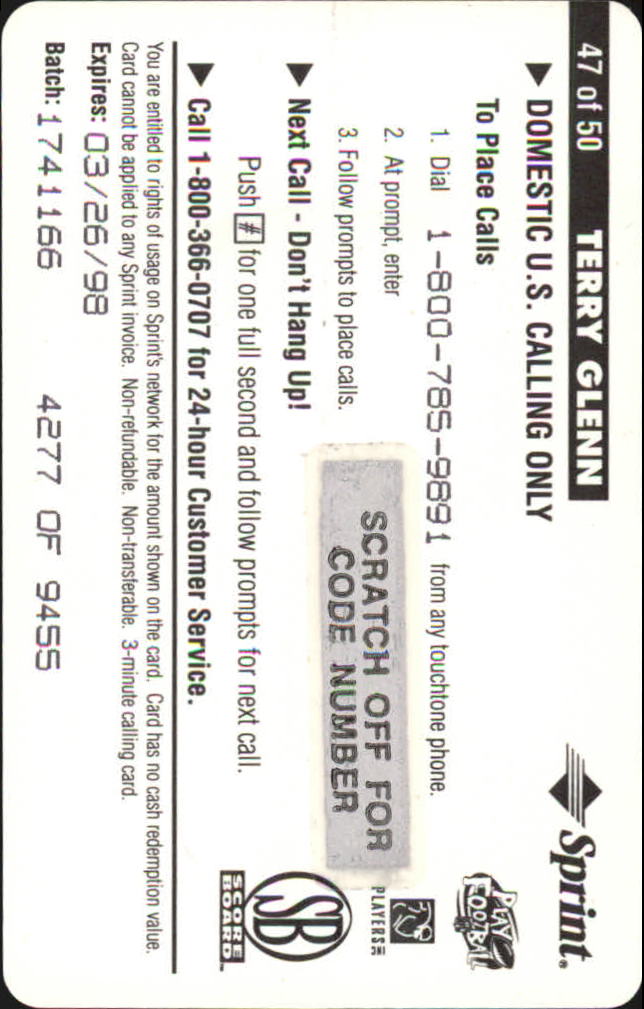 47 of 50 TERRY GLENN
▶ DOMESTIC U.S. CALLING ONLY
To Place Calls
1. Dial 1-800-785-9891 from any touchtone phone.
2. At prompt, enter
SCRATCH OFF FOR
CODE NUMBER
3. Follow prompts to place calls.
▶ Next Call - Don't Hang Up!
Push # for one full second and follow prompts for next call.
▶ Call 1-800-366-0707 for 24-hour Customer Service.
You are entitled to rights of usage on Sprint's network for the amount shown on the card. Card has no cash redemption value.
Card cannot be applied to any Sprint invoice. Non-refundable. Non-transferable. 3-minute calling card.
Expires: 03/26/98
Batch: 1741166 4277 OF 9455
Sprint®
PLAY
FOOTBALL
PLAYERS INC
SB
SCORE
BOARD™